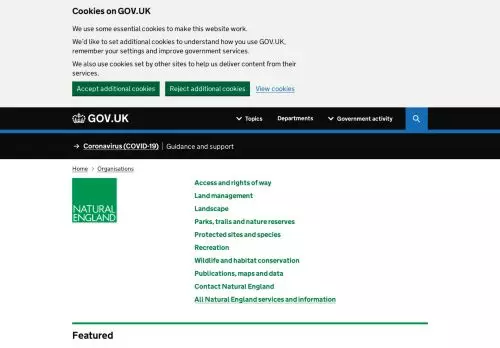 Cookies on GOV.UK
We use some essential cookies to make this website work.
We'd like to set additional cookies to understand how you use GOV.UK,
remember your settings and improve government services.
We also use cookies set by other sites to help us deliver content from their
services.
Accept additional cookies Reject additional cookies View cookies
GOV.UK Topics Departments Government activity
→ Coronavirus (COVID-19) Guidance and support
Home > Organisations
NATURAL
ENGLAND
Access and rights of way
Land management
Landscape
Parks, trails and nature reserves
Protected sites and species
Recreation
Wildlife and habitat conservation
Publications, maps and data
Contact Natural England
All Natural England services and information
Featured